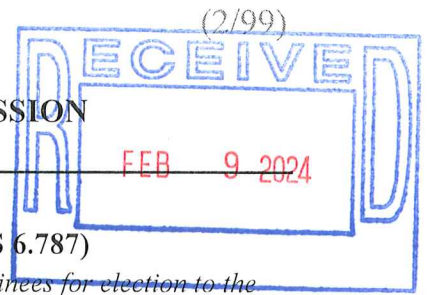 (2/99)
RECEIVED
SSION
FEB 9 2024
S 6.787)
inees for election to the